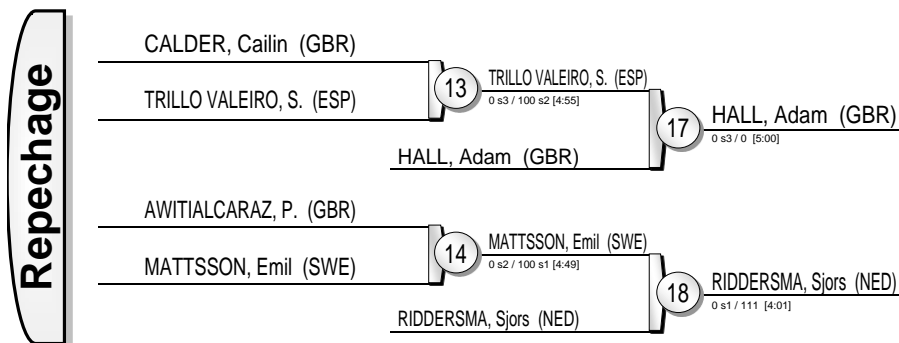 Repechage
CALDER, Cailin (GBR)
TRILLO VALEIRO, S. (ESP)
13
TRILLO VALEIRO, S. (ESP)
0 s3 / 100 s2 [4:55]
HALL, Adam (GBR)
17
HALL, Adam (GBR)
0 s3 / 0 [5:00]
AWITIALCARAZ, P. (GBR)
MATTSSON, Emil (SWE)
14
MATTSSON, Emil (SWE)
0 s2 / 100 s1 [4:49]
RIDDERSMA, Sjors (NED)
18
RIDDERSMA, Sjors (NED)
0 s1 / 111 [4:01]